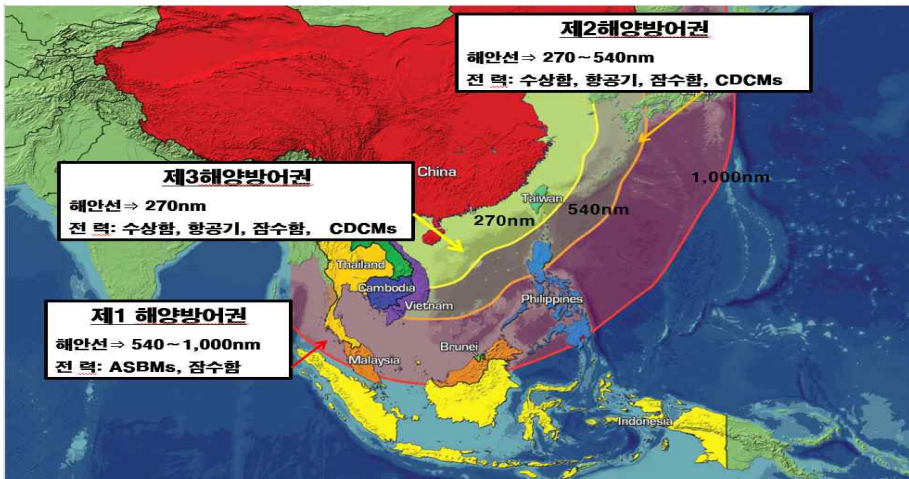 제2해양방어권
해안선⇒ 270~540nm
전 력: 수상함, 항공기, 잠수함, CDCMs
제3해양방어권
해안선⇒ 270nm
전 력: 수상함, 항공기, 잠수함, CDCMs
제1 해양방어권
해안선⇒ 540~1,000nm
전 력: ASBMs, 잠수함
China
Taiwan
1,000nm
540nm
270nm
Thailand
Cambodia
Vietnam
Philippines
Brunei
Malaysia
Indonesia